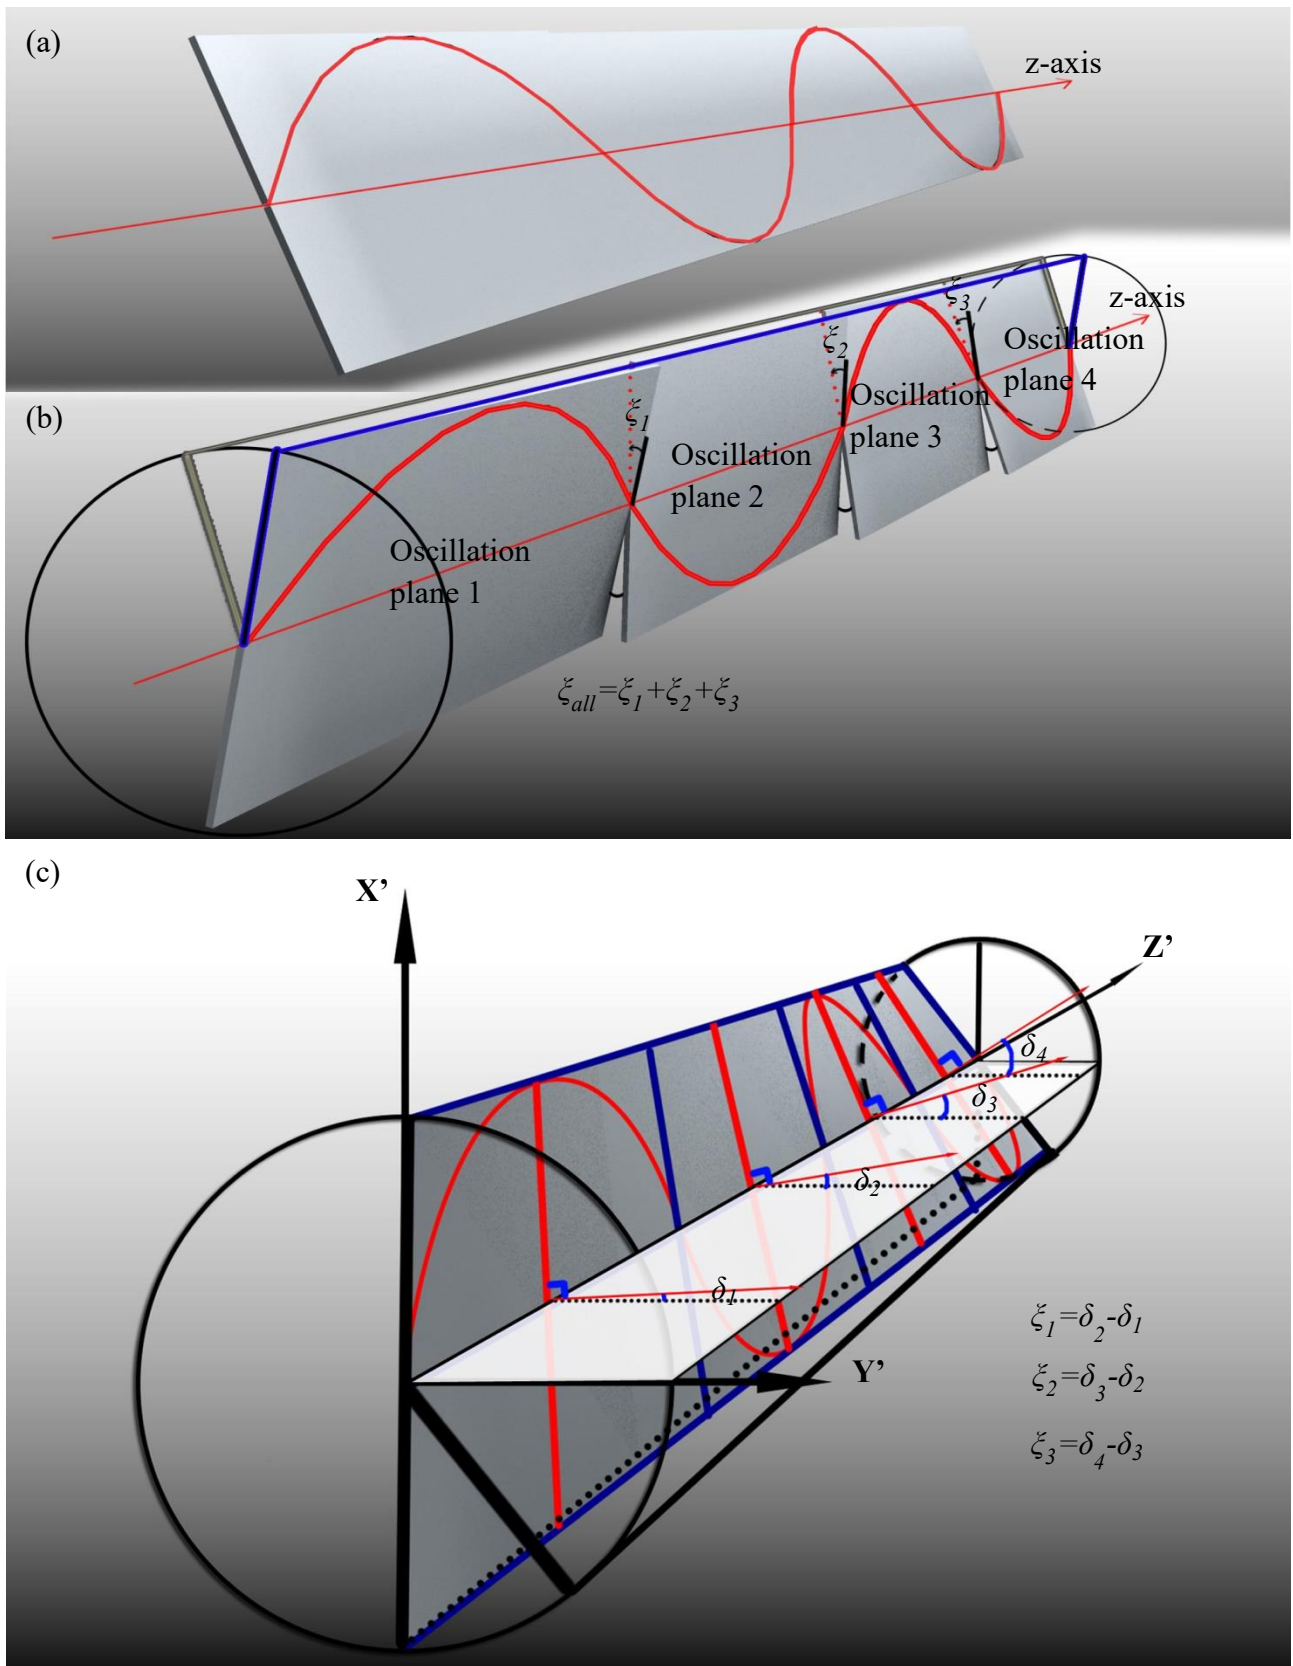 (a)
z-axis
(b)
ξ1
ξ2
ξ3
z-axis
Oscillation
plane 1
Oscillation
plane 2
Oscillation
plane 3
Oscillation
plane 4
ξall=ξ1+ξ2+ξ3
(c)
X’
Z’
δ4
δ3
δ2
δ1
Y’
ξ1=δ2-δ1
ξ2=δ3-δ2
ξ3=δ4-δ3